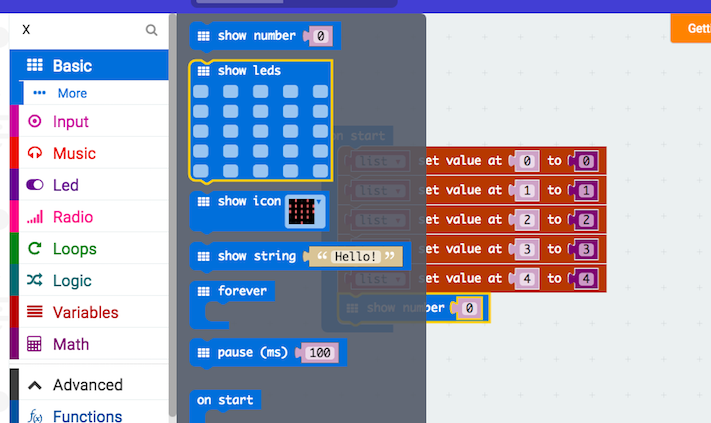 X
Getti
Basic
More
Input
Music
Led
Radio
Loops
Logic
Variables
Math
Advanced
f(x) Functions
show number 0
show leds
show icon
show string “ Hello! ”
forever
pause (ms) 100
on start
on start
list set value at 0 to 0
list set value at 1 to 1
list set value at 2 to 2
list set value at 3 to 3
list set value at 4 to 4
show number 0